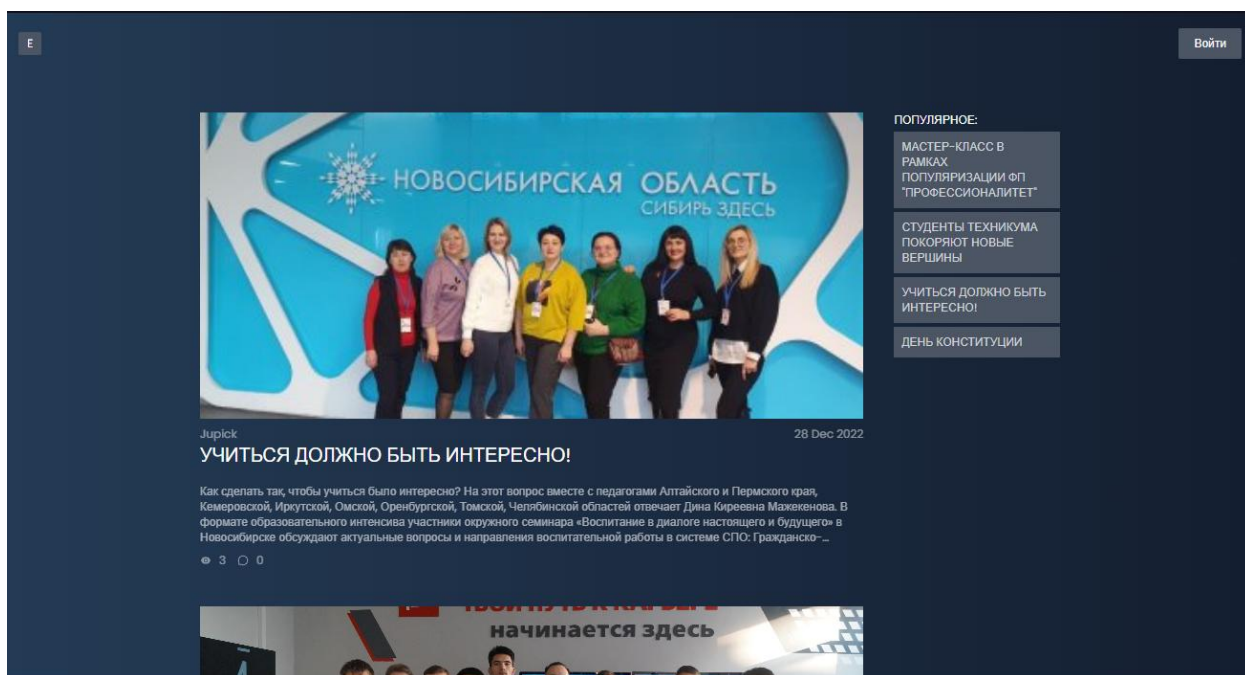 E
Войти
НОВОСИБИРСКАЯ ОБЛАСТЬ
СИБИРЬ ЗДЕСЬ
Jupick
28 Dec 2022
УЧИТЬСЯ ДОЛЖНО БЫТЬ ИНТЕРЕСНО!
Как сделать так, чтобы учиться было интересно? На этот вопрос вместе с педагогами Алтайского и Пермского края,
Кемеровской, Иркутской, Омской, Оренбургской, Томской, Челябинской областей отвечает Дина Киреевна Мажекенова. В
формате образовательного интенсива участники окружного семинара «Воспитание в диалоге настоящего и будущего» в
Новосибирске обсуждают актуальные вопросы и направления воспитательной работы в системе СПО: Гражданско-...
3 0
ТВОЙ ПУТЬ К КАРЬЕРЕ
начинается здесь
ПОПУЛЯРНОЕ:
МАСТЕР-КЛАСС В
РАМКАХ
ПОПУЛЯРИЗАЦИИ ФП
"ПРОФЕССИОНАЛИТЕТ"
СТУДЕНТЫ ТЕХНИКУМА
ПОКОРЯЮТ НОВЫЕ
ВЕРШИНЫ
УЧИТЬСЯ ДОЛЖНО БЫТЬ
ИНТЕРЕСНО!
ДЕНЬ КОНСТИТУЦИИ